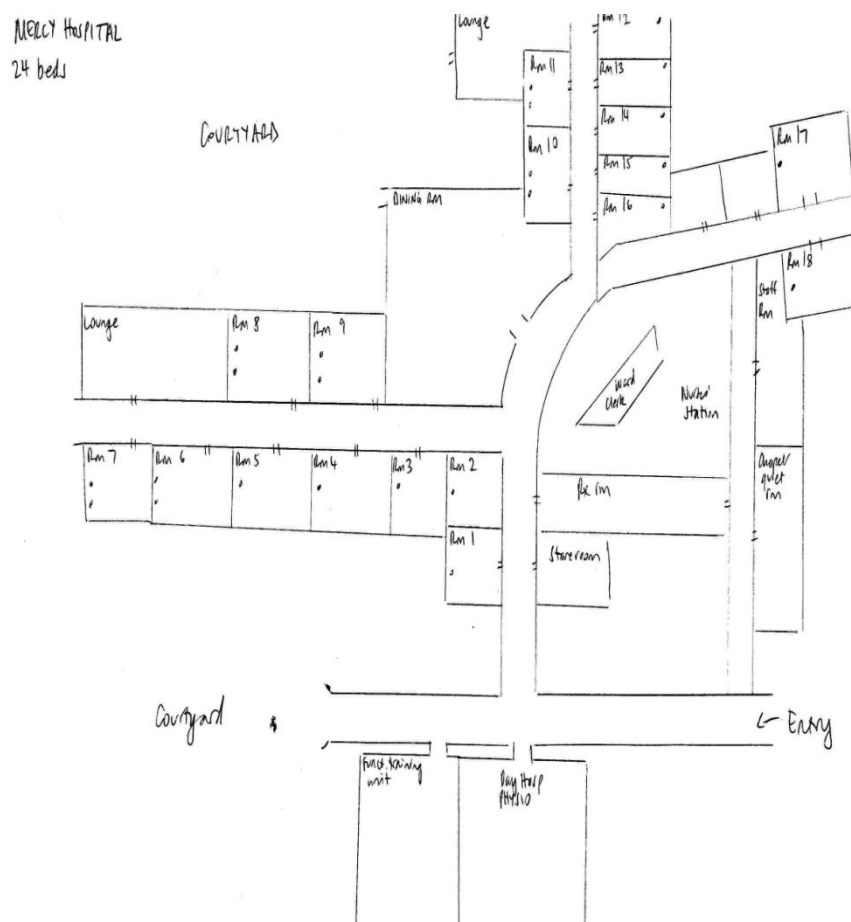 MERCY HOSPITAL
24 beds
COURTYARD
Lounge
Rm 12
Rm 11
Rm 13
Rm 14
Rm 10
Rm 15
Rm 16
Rm 17
DINING RM
Rm 18
Staff
Rm
Lounge
Rm 8
Rm 9
Ward
Clerk
Nurses'
Station
Rm 7
Rm 6
Rm 5
Rm 4
Rm 3
Rm 2
Rx rm
Chapel/
quiet
rm
Rm 1
Storeroom
Courtyard
← Entry
Funct. training
unit
Day Hosp
PHYSIO